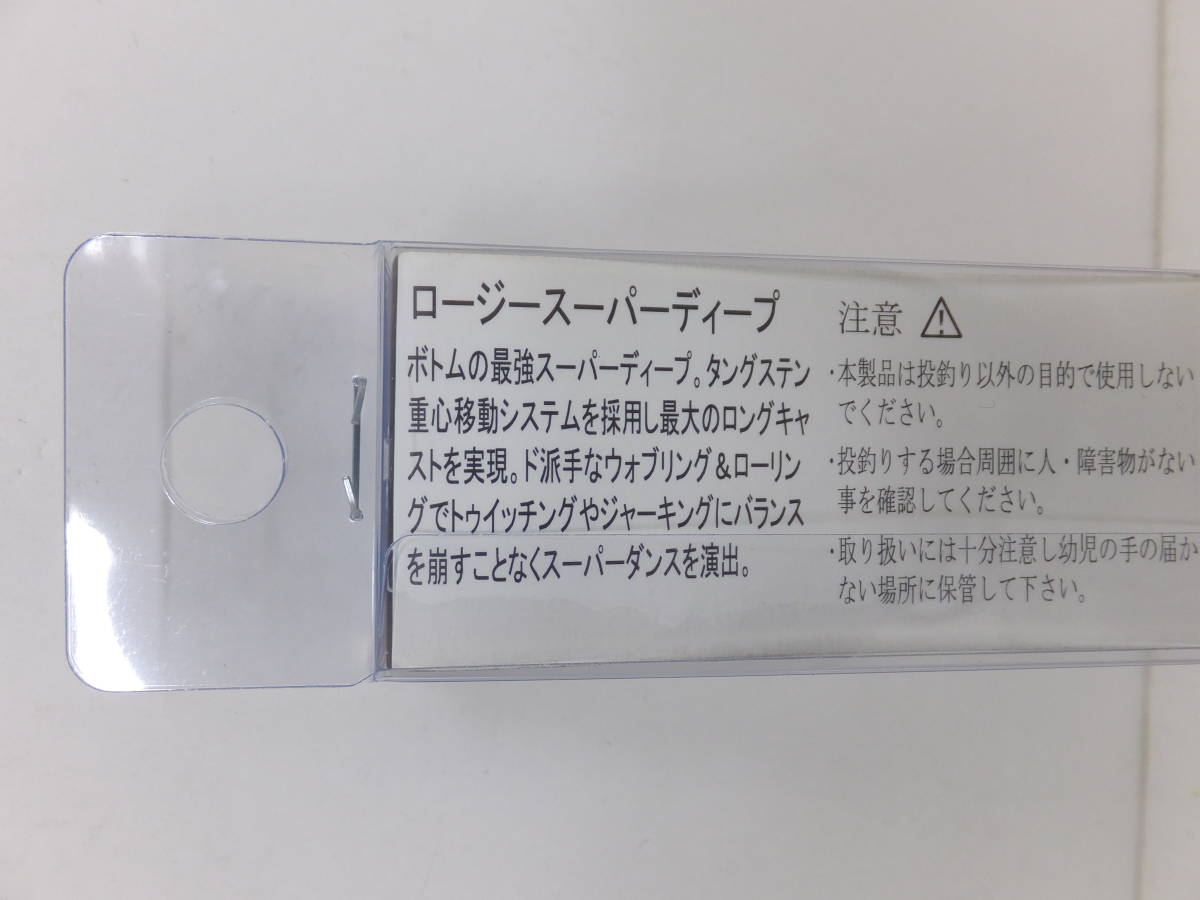 ロージースーパーディープ
ボトムの最強スーパーディープ。タングステン
重心移動システムを採用し最大のロングキャ
ストを実現。ド派手なウォブリング＆ローリン
グでトゥイッチングやジャーキングにバランス
を崩すことなくスーパーダンスを演出。
注意
・本製品は投釣り以外の目的で使用しない
でください。
・投釣りする場合周囲に人・障害物がない
事を確認してください。
・取り扱いには十分注意し幼児の手の届か
ない場所に保管して下さい。